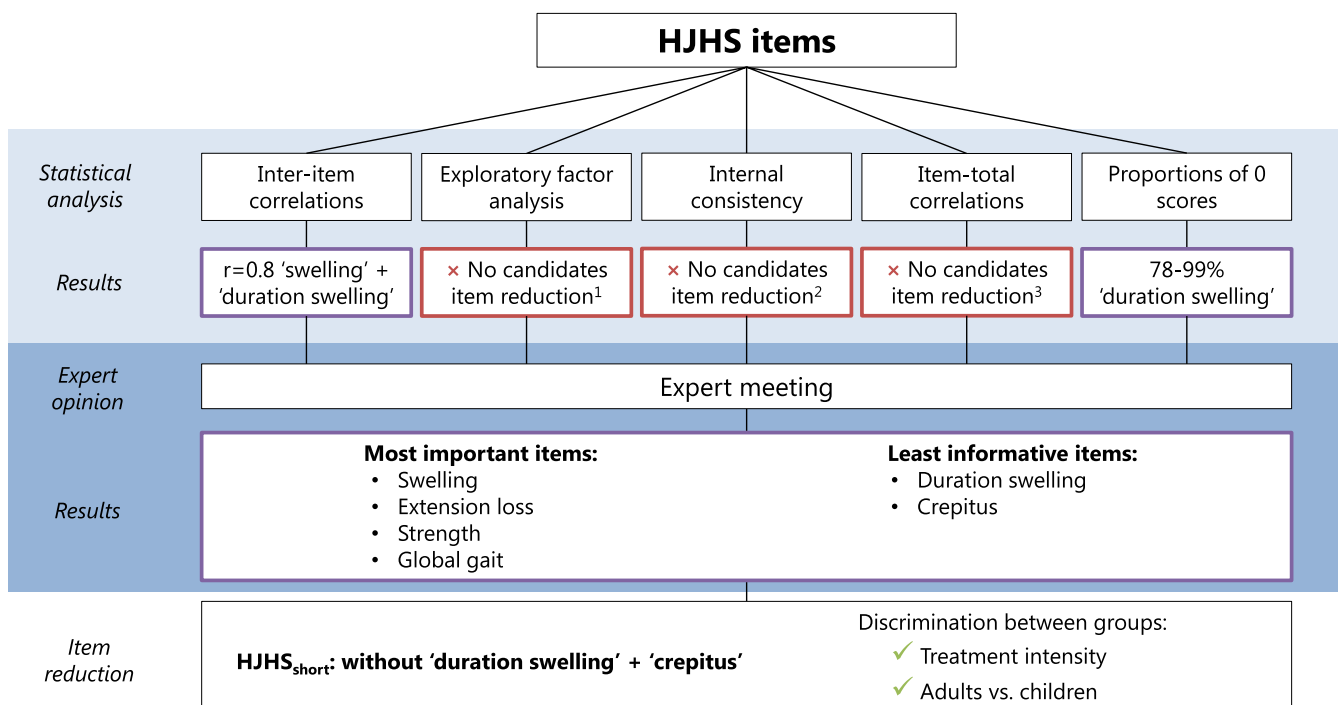 HJHS items
Statistical
analysis
Inter-item
correlations
Exploratory factor
analysis
Internal
consistency
Item-total
correlations
Proportions of 0
scores
Results
r=0.8 ‘swelling’ +
‘duration swelling’
× No candidates
item reduction¹
× No candidates
item reduction²
× No candidates
item reduction³
78-99%
‘duration swelling’
Expert
opinion
Expert meeting
Results
Most important items:
• Swelling
• Extension loss
• Strength
• Global gait
Least informative items:
• Duration swelling
• Crepitus
Item
reduction
HJHSshort: without ‘duration swelling’ + ‘crepitus’
Discrimination between groups:
✓ Treatment intensity
✓ Adults vs. children